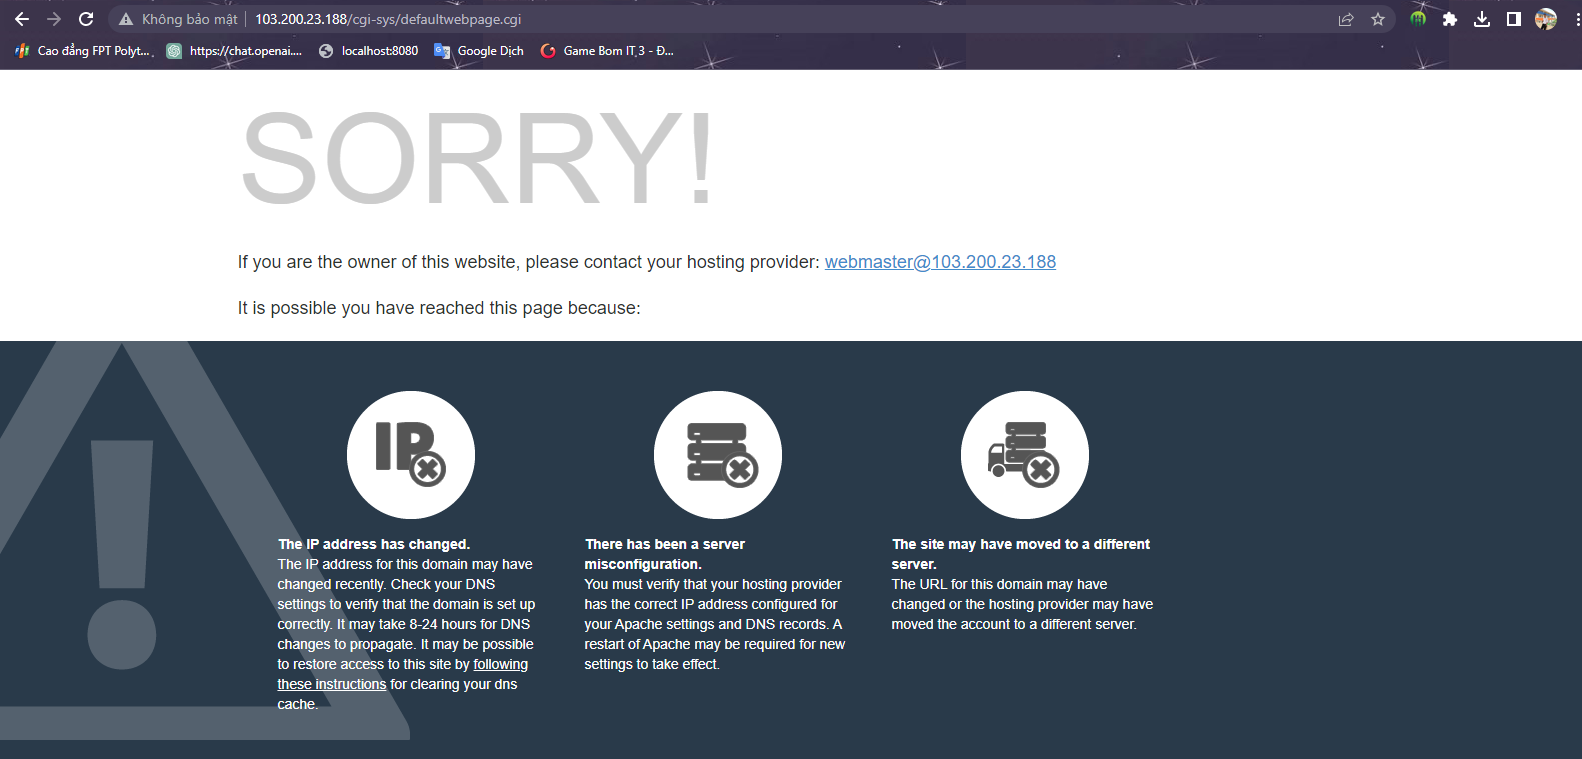 Không bảo mật 103.200.23.188/cgi-sys/defaultwebpage.cgi
Cao đẳng FPT Polyt... https://chat.openai.... localhost:8080 Google Dịch Game Bom IT 3 - Đ...
SORRY!
If you are the owner of this website, please contact your hosting provider: webmaster@103.200.23.188
It is possible you have reached this page because:
IP
The IP address has changed.
The IP address for this domain may have
changed recently. Check your DNS
settings to verify that the domain is set up
correctly. It may take 8-24 hours for DNS
changes to propagate. It may be possible
to restore access to this site by following
these instructions for clearing your dns
cache.
There has been a server
misconfiguration.
You must verify that your hosting provider
has the correct IP address configured for
your Apache settings and DNS records. A
restart of Apache may be required for new
settings to take effect.
The site may have moved to a different
server.
The URL for this domain may have
changed or the hosting provider may have
moved the account to a different server.